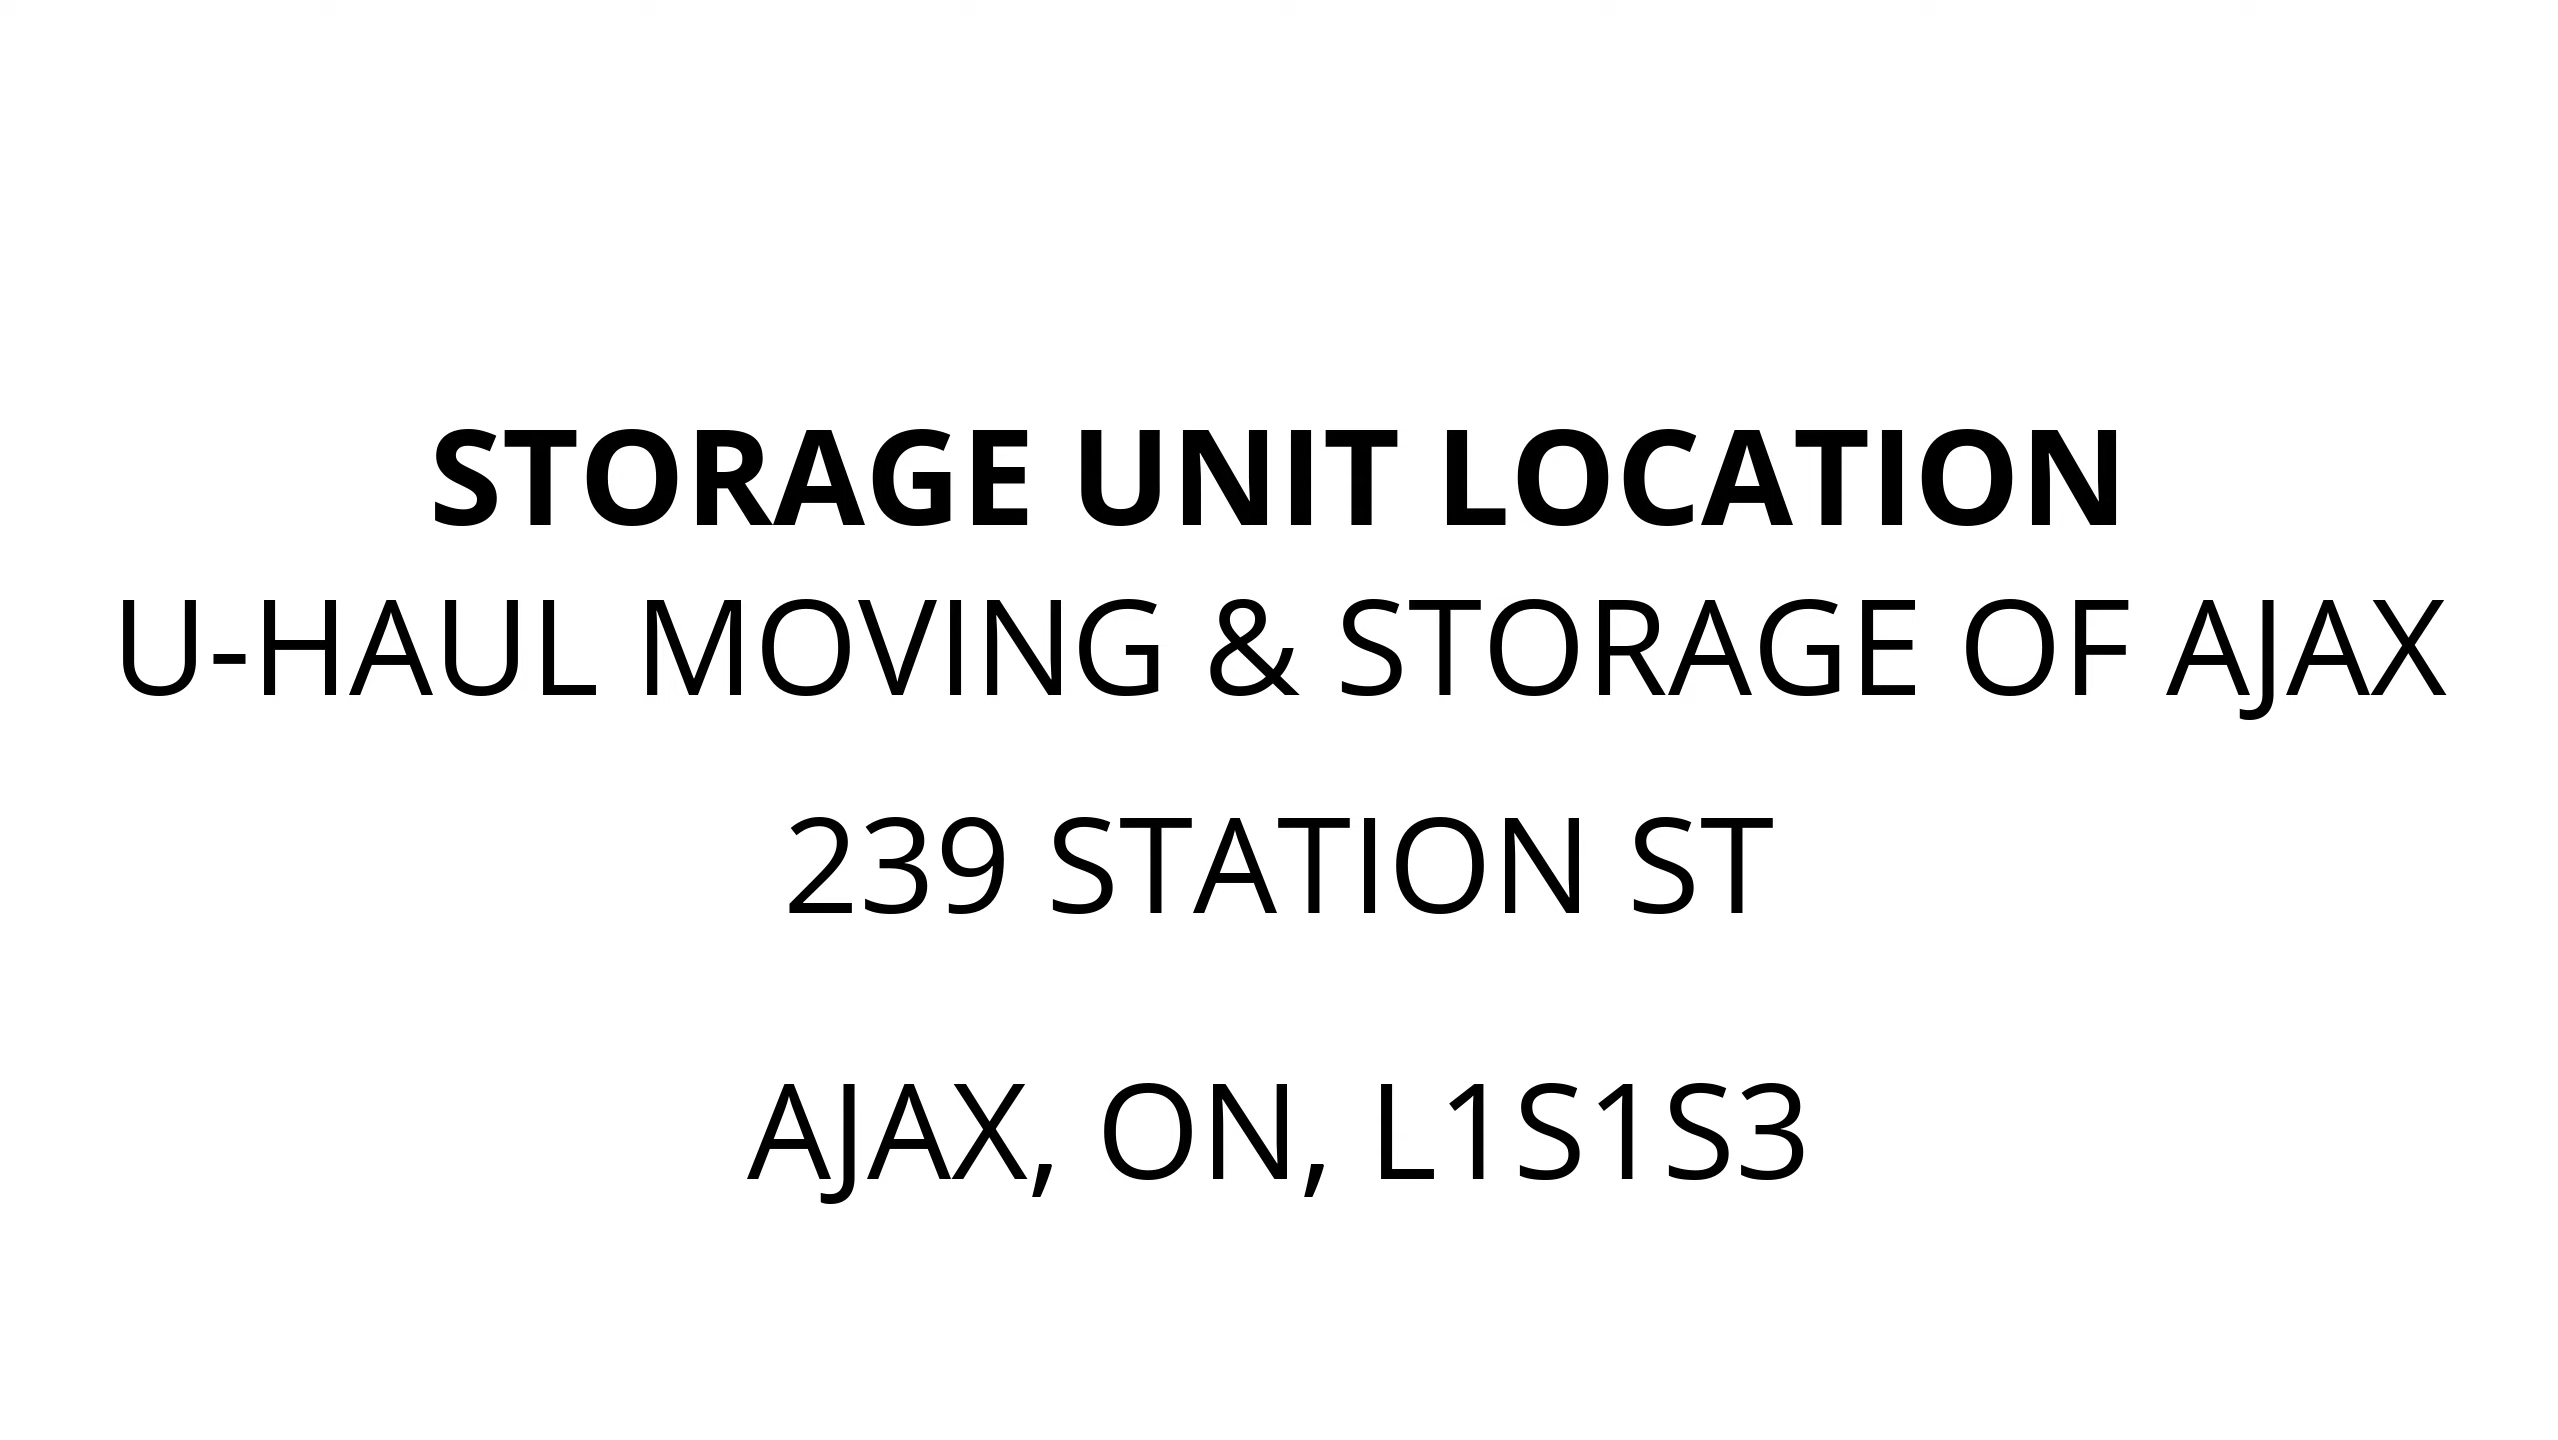 STORAGE UNIT LOCATION
U-HAUL MOVING & STORAGE OF AJAX
239 STATION ST
AJAX, ON, L1S1S3